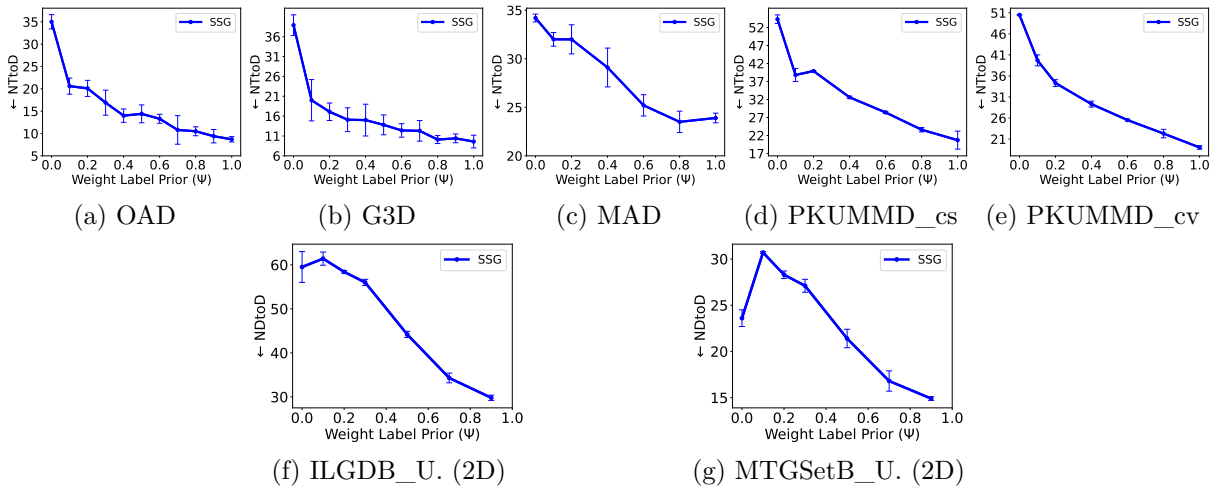 SSG
← NTtoD
35
30
25
20
15
10
5
0.0 0.2 0.4 0.6 0.8 1.0
Weight Label Prior (Ψ)
(a) OAD
SSG
← NTtoD
36
31
26
21
16
11
6
0.0 0.2 0.4 0.6 0.8 1.0
Weight Label Prior (Ψ)
(b) G3D
SSG
← NTtoD
35
30
25
20
0.0 0.2 0.4 0.6 0.8 1.0
Weight Label Prior (Ψ)
(c) MAD
SSG
← NTtoD
52
47
42
37
32
27
22
17
0.0 0.2 0.4 0.6 0.8 1.0
Weight Label Prior (Ψ)
(d) PKUMMD_cs
SSG
← NTtoD
51
46
41
36
31
26
21
0.0 0.2 0.4 0.6 0.8 1.0
Weight Label Prior (Ψ)
(e) PKUMMD_cv
SSG
← NDtoD
60
50
40
30
0.0 0.2 0.4 0.6 0.8 1.0
Weight Label Prior (Ψ)
(f) ILGDB_U. (2D)
SSG
← NDtoD
30
25
20
15
0.0 0.2 0.4 0.6 0.8 1.0
Weight Label Prior (Ψ)
(g) MTGSetB_U. (2D)